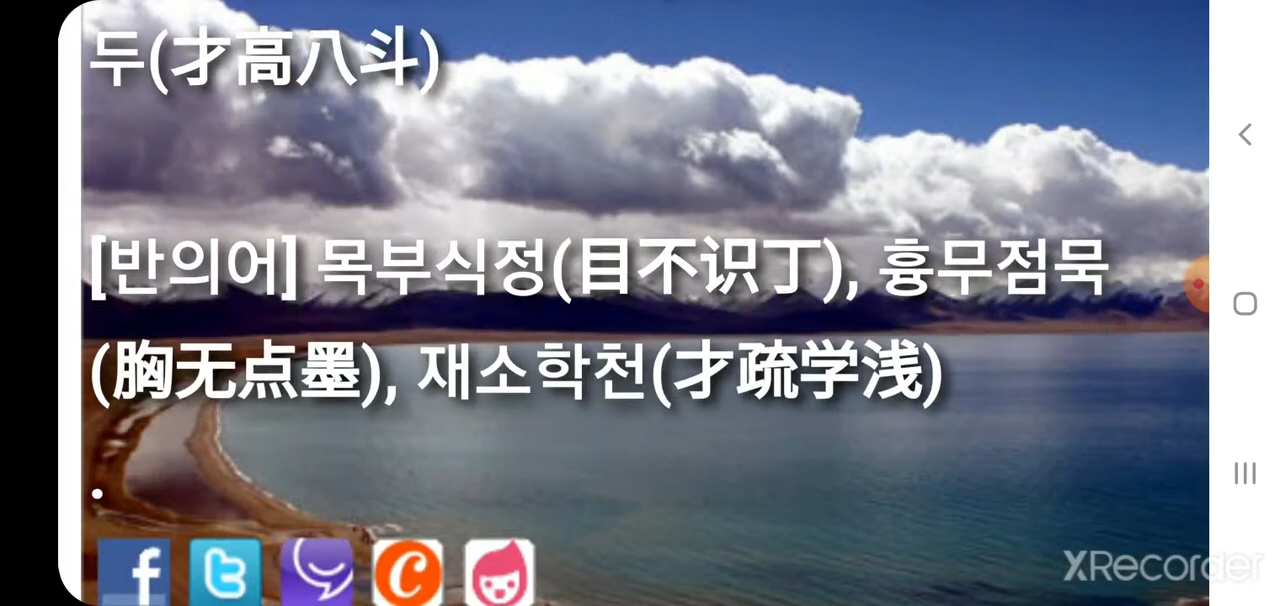 두(才高八斗)
[반의어] 목부식정(目不识丁), 흉무점묵
(胸无点墨), 재소학천(才疏学浅)
.
XRecorder